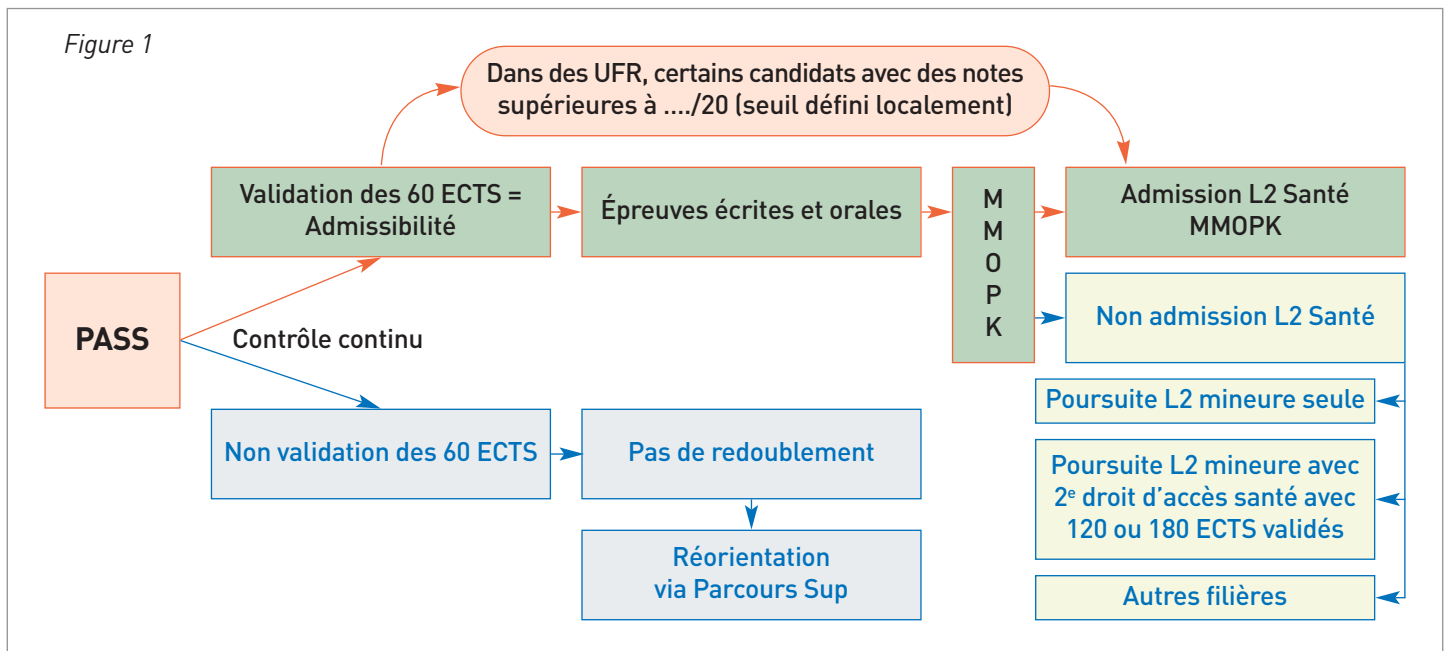 Figure 1
Dans des UFR, certains candidats avec des notes
supérieures à ..../20 (seuil défini localement)
Validation des 60 ECTS =
Admissibilité
Épreuves écrites et orales
M
M
O
P
K
Admission L2 Santé
MMOPK
PASS
Contrôle continu
Non admission L2 Santé
Poursuite L2 mineure seule
Non validation des 60 ECTS
Pas de redoublement
Poursuite L2 mineure avec
2e droit d’accès santé avec
120 ou 180 ECTS validés
Réorientation
via Parcours Sup
Autres filières